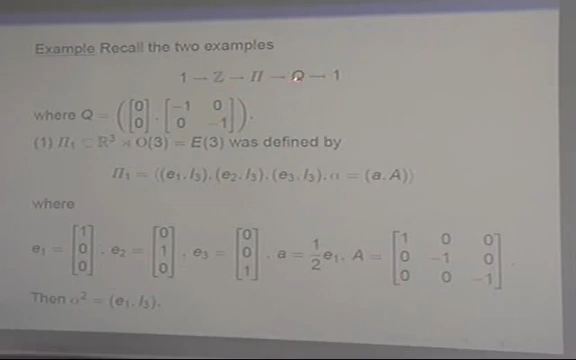 Example Recall the two examples
1 → ℤ → Π → Q → 1
where Q = ([0 0], [−1 0 0 −1]).
(1) Π₁ ⊂ ℝ³ ⋊ O(3) = E(3) was defined by
Π₁ = ⟨(e₁, I₃), (e₂, I₃), (e₃, I₃), α = (a, A)⟩
where
e₁ = [1 0 0], e₂ = [0 1 0], e₃ = [0 0 1], a = 1/2 e₁, A = [1 0 0 0 −1 0 0 0 −1].
Then α² = (e₁, I₃).